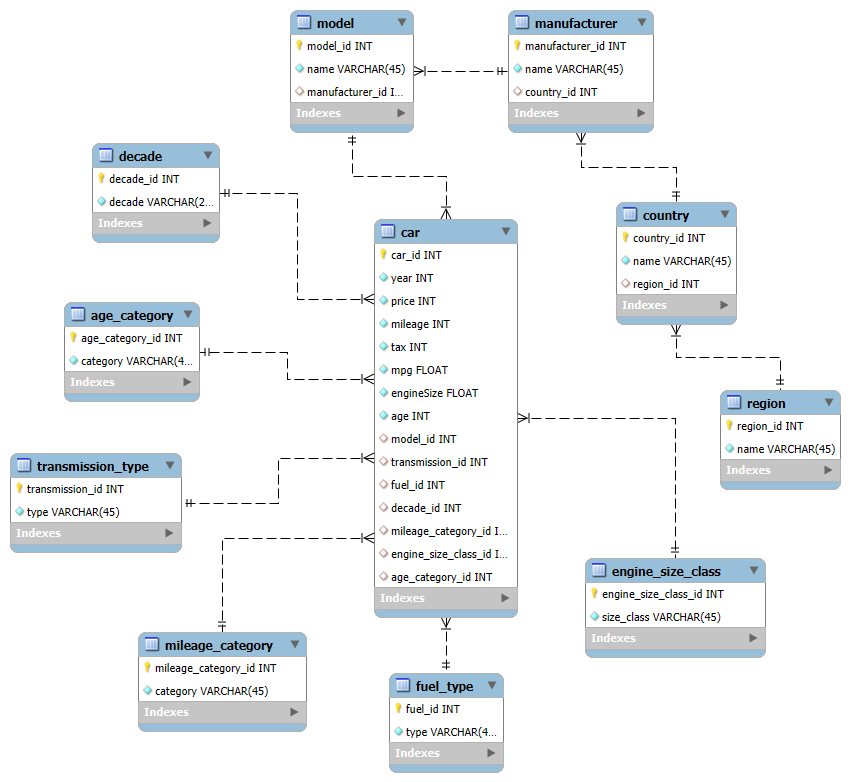 model
model_id INT
name VARCHAR(45)
manufacturer_id I...
Indexes
manufacturer
manufacturer_id INT
name VARCHAR(45)
country_id INT
Indexes
decade
decade_id INT
decade VARCHAR(2...
Indexes
country
country_id INT
name VARCHAR(45)
region_id INT
Indexes
car
car_id INT
year INT
price INT
mileage INT
tax INT
mpg FLOAT
engineSize FLOAT
age INT
model_id INT
transmission_id INT
fuel_id INT
decade_id INT
mileage_category_id I...
engine_size_class_id I...
age_category_id INT
Indexes
age_category
age_category_id INT
category VARCHAR(4...
Indexes
region
region_id INT
name VARCHAR(45)
Indexes
transmission_type
transmission_id INT
type VARCHAR(45)
Indexes
engine_size_class
engine_size_class_id INT
size_class VARCHAR(45)
Indexes
mileage_category
mileage_category_id INT
category VARCHAR(45)
Indexes
fuel_type
fuel_id INT
type VARCHAR(4...
Indexes